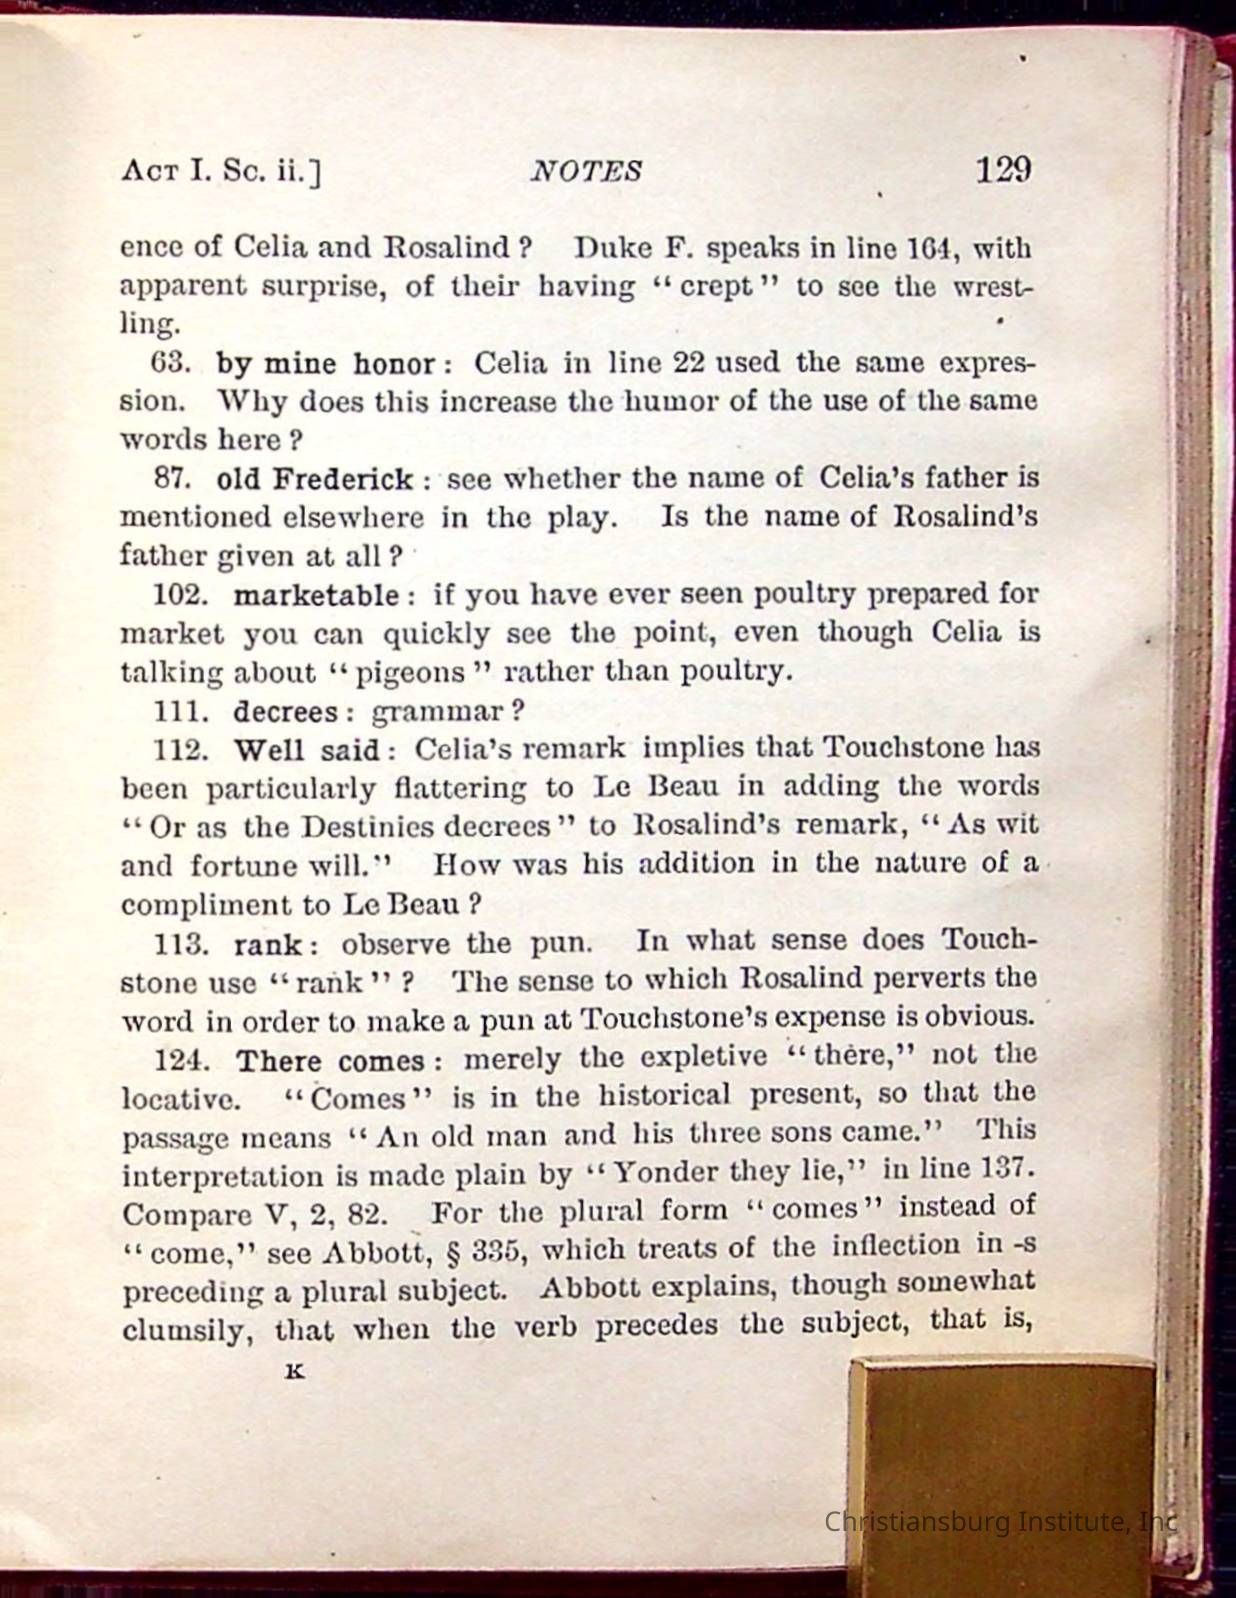 ACT I. Sc. ii.] NOTES 129
ence of Celia and Rosalind? Duke F. speaks in line 164, with
apparent surprise, of their having “crept” to see the wrest-
ling.
63. by mine honor: Celia in line 22 used the same expres-
sion. Why does this increase the humor of the use of the same
words here?
87. old Frederick: see whether the name of Celia’s father is
mentioned elsewhere in the play. Is the name of Rosalind’s
father given at all?
102. marketable: if you have ever seen poultry prepared for
market you can quickly see the point, even though Celia is
talking about “pigeons” rather than poultry.
111. decrees: grammar?
112. Well said: Celia’s remark implies that Touchstone has
been particularly flattering to Le Beau in adding the words
“Or as the Destinies decrees” to Rosalind’s remark, “As wit
and fortune will.” How was his addition in the nature of a
compliment to Le Beau?
113. rank: observe the pun. In what sense does Touch-
stone use “rank”? The sense to which Rosalind perverts the
word in order to make a pun at Touchstone’s expense is obvious.
124. There comes: merely the expletive “there,” not the
locative. “Comes” is in the historical present, so that the
passage means “An old man and his three sons came.” This
interpretation is made plain by “Yonder they lie,” in line 137.
Compare V, 2, 82. For the plural form “comes” instead of
“come,” see Abbott, § 335, which treats of the inflection in -s
preceding a plural subject. Abbott explains, though somewhat
clumsily, that when the verb precedes the subject, that is,
K
Christiansburg Institute, Inc